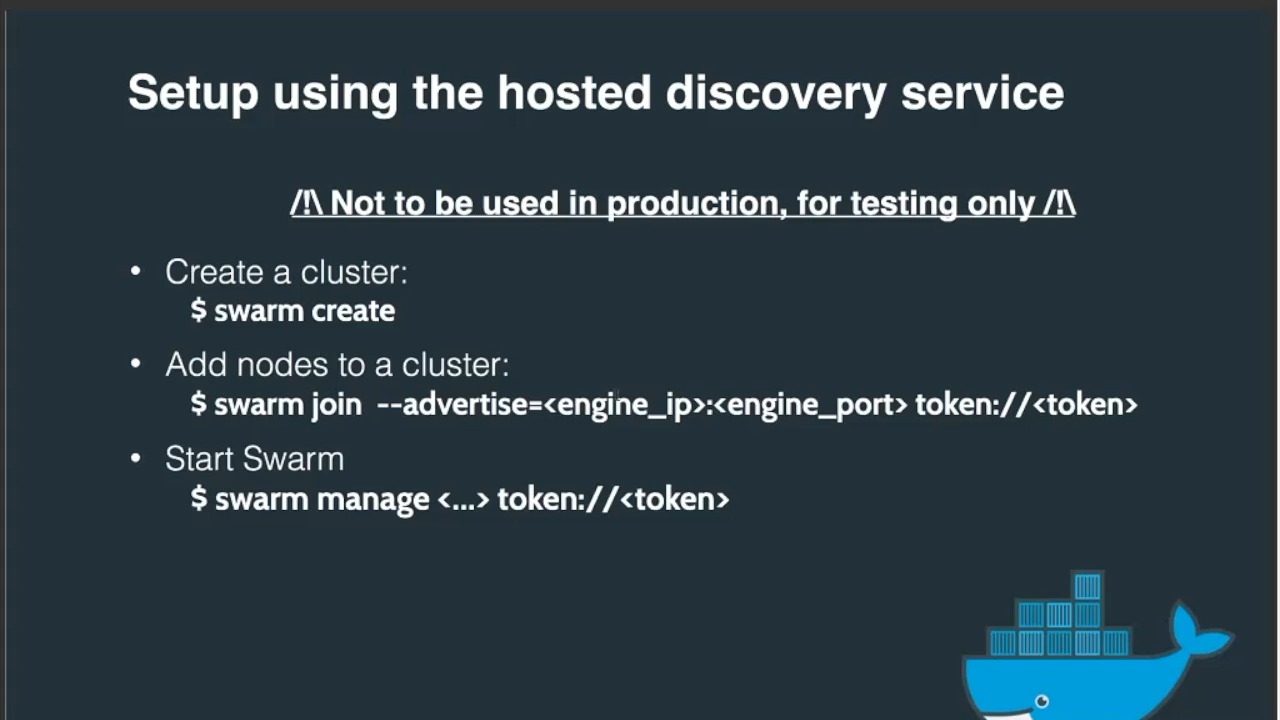 Setup using the hosted discovery service
/!\ Not to be used in production, for testing only /!\
• Create a cluster:
$ swarm create
• Add nodes to a cluster:
$ swarm join --advertise=<engine_ip>:<engine_port> token://<token>
• Start Swarm
$ swarm manage <...> token://<token>